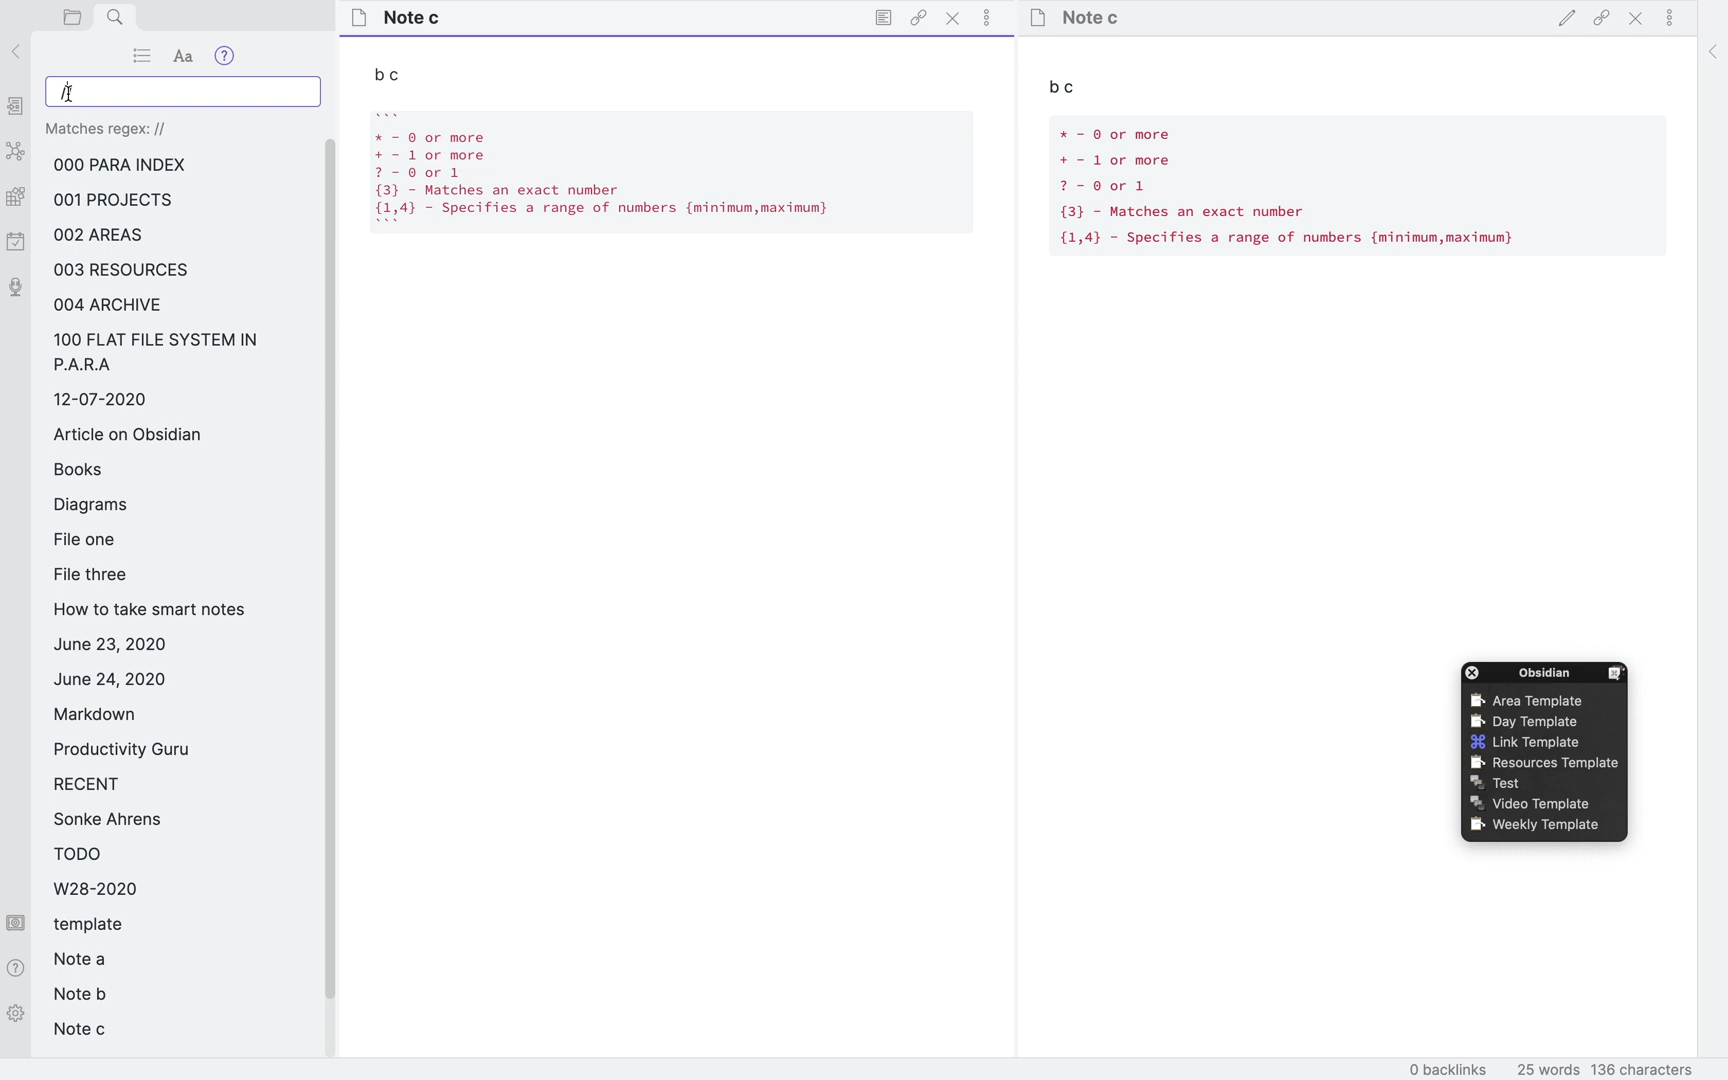 Aa
Matches regex: //
000 PARA INDEX
001 PROJECTS
002 AREAS
003 RESOURCES
004 ARCHIVE
100 FLAT FILE SYSTEM IN
P.A.R.A
12-07-2020
Article on Obsidian
Books
Diagrams
File one
File three
How to take smart notes
June 23, 2020
June 24, 2020
Markdown
Productivity Guru
RECENT
Sonke Ahrens
TODO
W28-2020
template
Note a
Note b
Note c
Note c
b c
```
* - 0 or more
+ - 1 or more
? - 0 or 1
{3} - Matches an exact number
{1,4} - Specifies a range of numbers {minimum,maximum}
```
Note c
b c
* - 0 or more
+ - 1 or more
? - 0 or 1
{3} - Matches an exact number
{1,4} - Specifies a range of numbers {minimum,maximum}
Obsidian
Area Template
Day Template
Link Template
Resources Template
Test
Video Template
Weekly Template
0 backlinks 25 words 136 characters